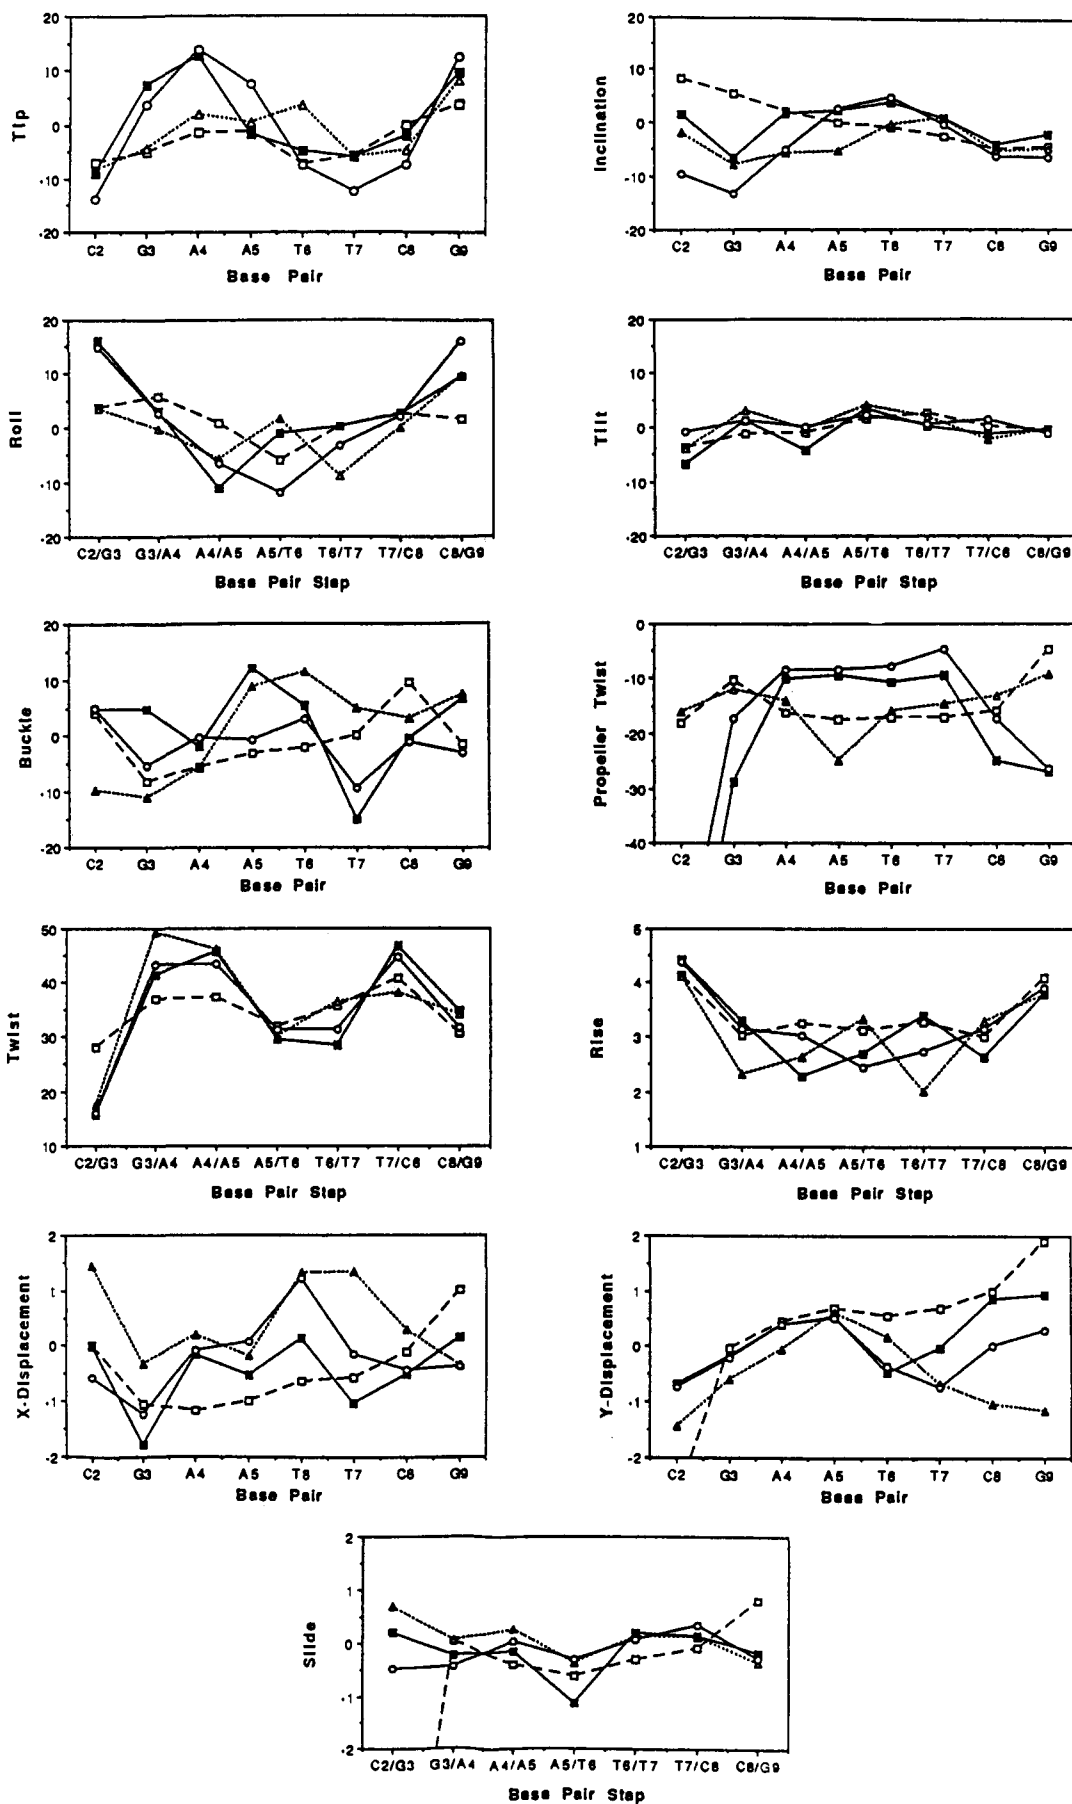 Tip
20
10
0
-10
-20
C2 G3 A4 A5 T6 T7 C8 G9
Base Pair
Inclination
20
10
0
-10
-20
C2 G3 A4 A5 T6 T7 C8 G9
Base Pair
Roll
20
10
0
-10
-20
C2/G3 G3/A4 A4/A5 A5/T6 T6/T7 T7/C8 C8/G9
Base Pair Step
Tilt
20
10
0
-10
-20
C2/G3 G3/A4 A4/A5 A5/T6 T6/T7 T7/C8 C8/G9
Base Pair Step
Buckle
20
10
0
-10
-20
C2 G3 A4 A5 T6 T7 C8 G9
Base Pair
Propeller Twist
-0
-10
-20
-30
-40
C2 G3 A4 A5 T6 T7 C8 G9
Base Pair
Twist
50
40
30
20
10
C2/G3 G3/A4 A4/A5 A5/T6 T6/T7 T7/C8 C8/G9
Base Pair Step
Rise
5
4
3
2
1
C2/G3 G3/A4 A4/A5 A5/T6 T6/T7 T7/C8 C8/G9
Base Pair Step
X-Displacement
2
1
0
-1
-2
C2 G3 A4 A5 T6 T7 C8 G9
Base Pair
Y-Displacement
2
1
0
-1
-2
C2 G3 A4 A5 T6 T7 C8 G9
Base Pair
Slide
2
1
0
-1
-2
C2/G3 G3/A4 A4/A5 A5/T6 T6/T7 T7/C8 C8/G9
Base Pair Step